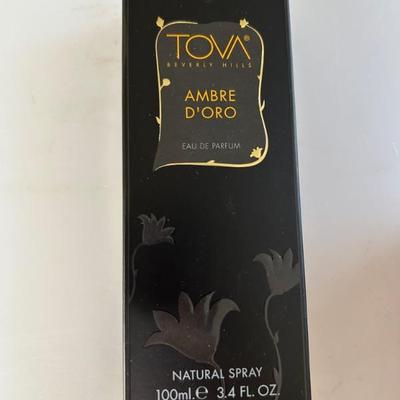 TOVA®
BEVERLY HILLS
AMBRE
D'ORO
EAU DE PARFUM
NATURAL SPRAY
100ml.℮ 3.4 FL. OZ.